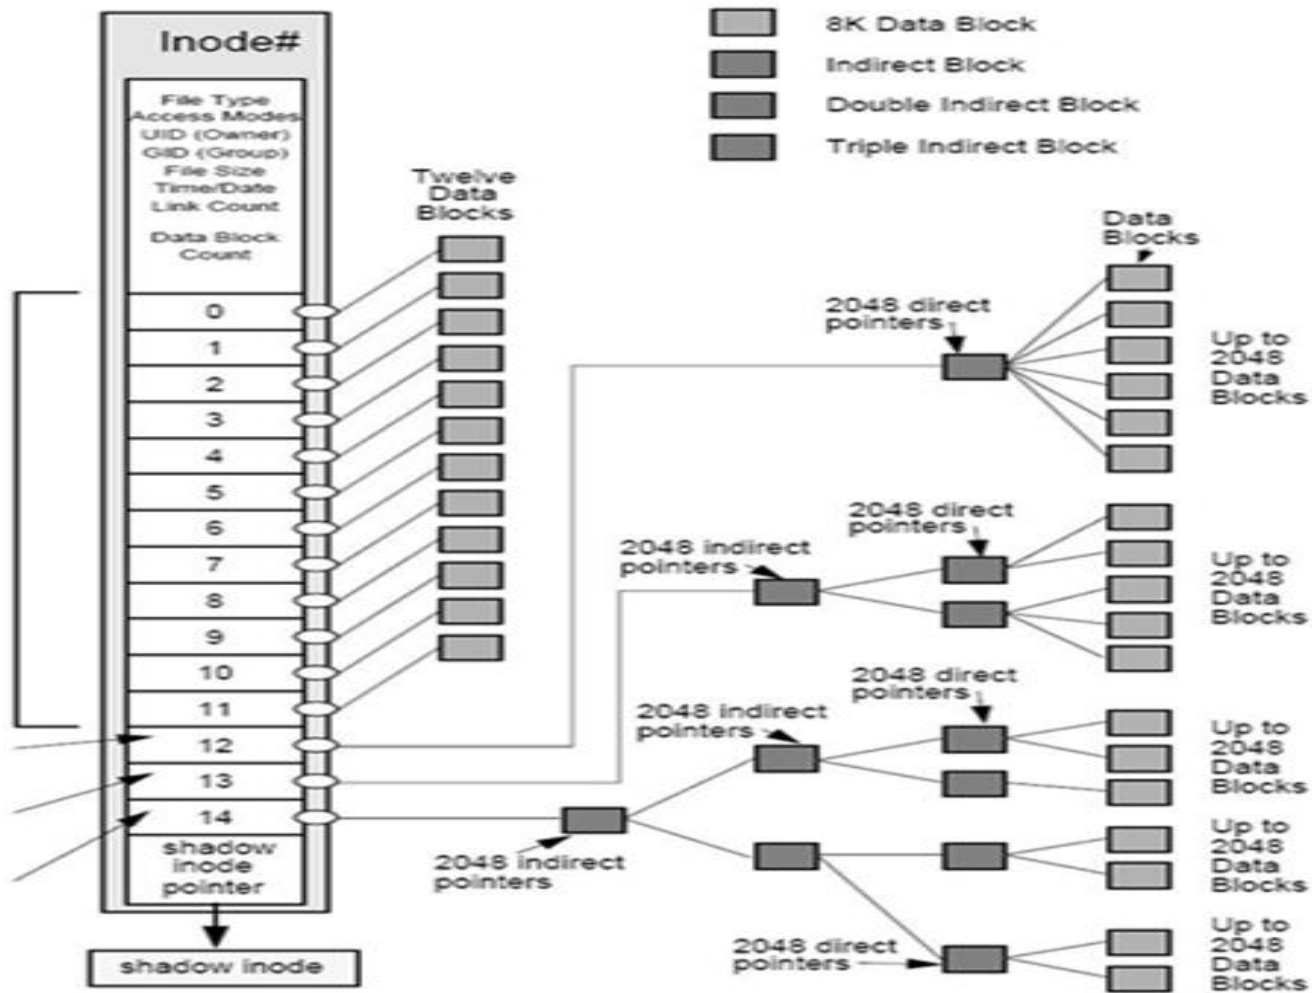 Inode#
File Type
Access Modes
UID (Owner)
GID (Group)
File Size
Time/Date
Link Count
Data Block
Count
0
1
2
3
4
5
6
7
8
9
10
11
12
13
14
shadow
inode
pointer
shadow inode
Twelve
Data
Blocks
8K Data Block
Indirect Block
Double Indirect Block
Triple Indirect Block
Data
Blocks
2048 direct
pointers
Up to
2048
Data
Blocks
2048 indirect
pointers
2048 direct
pointers
Up to
2048
Data
Blocks
2048 indirect
pointers
2048 indirect
pointers
2048 direct
pointers
Up to
2048
Data
Blocks
Up to
2048
Data
Blocks
2048 direct
pointers
Up to
2048
Data
Blocks